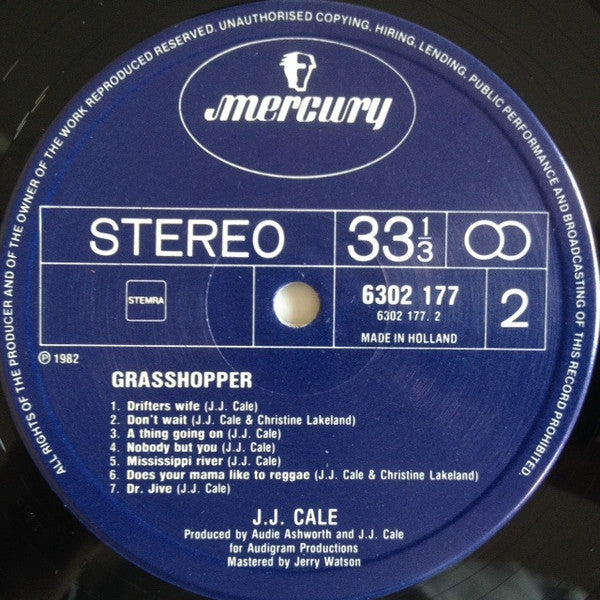 ALL RIGHTS OF THE PRODUCER AND OF THE OWNER OF THE WORK REPRODUCED RESERVED. UNAUTHORISED COPYING, HIRING, LENDING, PUBLIC PERFORMANCE AND BROADCASTING OF THIS RECORD PROHIBITED.
mercury
STEREO
33 1/3
STEMRA
6302 177
6302 177. 2
MADE IN HOLLAND
2
℗ 1982
GRASSHOPPER
1. Drifters wife (J.J. Cale)
2. Don't wait (J.J. Cale & Christine Lakeland)
3. A thing going on (J.J. Cale)
4. Nobody but you (J.J. Cale)
5. Mississippi river (J.J. Cale)
6. Does your mama like to reggae (J.J. Cale & Christine Lakeland)
7. Dr. Jive (J.J. Cale)
J.J. CALE
Produced by Audie Ashworth and J.J. Cale
for Audigram Productions
Mastered by Jerry Watson